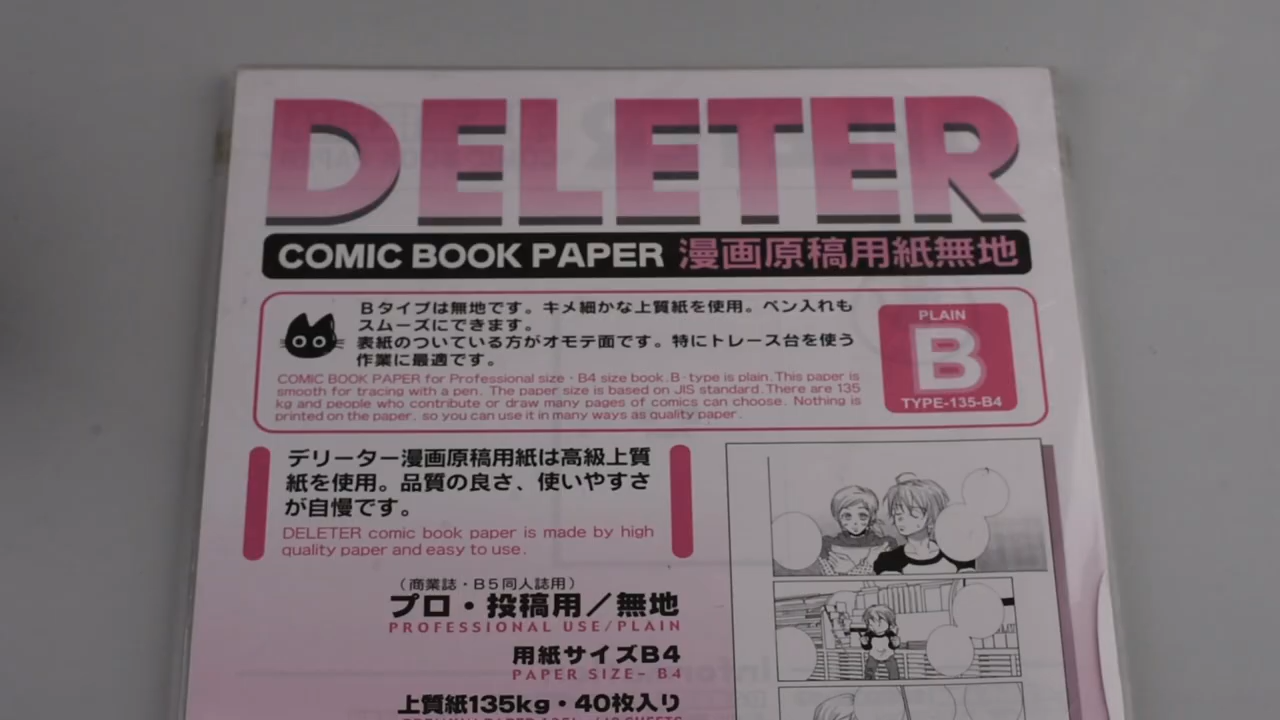 DELETER
COMIC BOOK PAPER 漫画原稿用紙無地
Bタイプは無地です。キメ細かな上質紙を使用。ペン入れも
スムーズにできます。
表紙のついている方がオモテ面です。特にトレース台を使う
作業に最適です。
COMIC BOOK PAPER for Professional size・B4 size book.B・type is plain.This paper is
smooth for tracing with a pen. The paper size is based on JIS standard.There are 135
kg and people who contribute or draw many pages of comics can choose. Nothing is
printed on the paper, so you can use it in many ways as quality paper.
PLAIN
B
TYPE-135-B4
デリーター漫画原稿用紙は高級上質
紙を使用。品質の良さ、使いやすさ
が自慢です。
DELETER comic book paper is made by high
quality paper and easy to use.
（商業誌・B5同人誌用）
プロ・投稿用／無地
PROFESSIONAL USE/PLAIN
用紙サイズB4
PAPER SIZE- B4
上質紙135kg・40枚入り